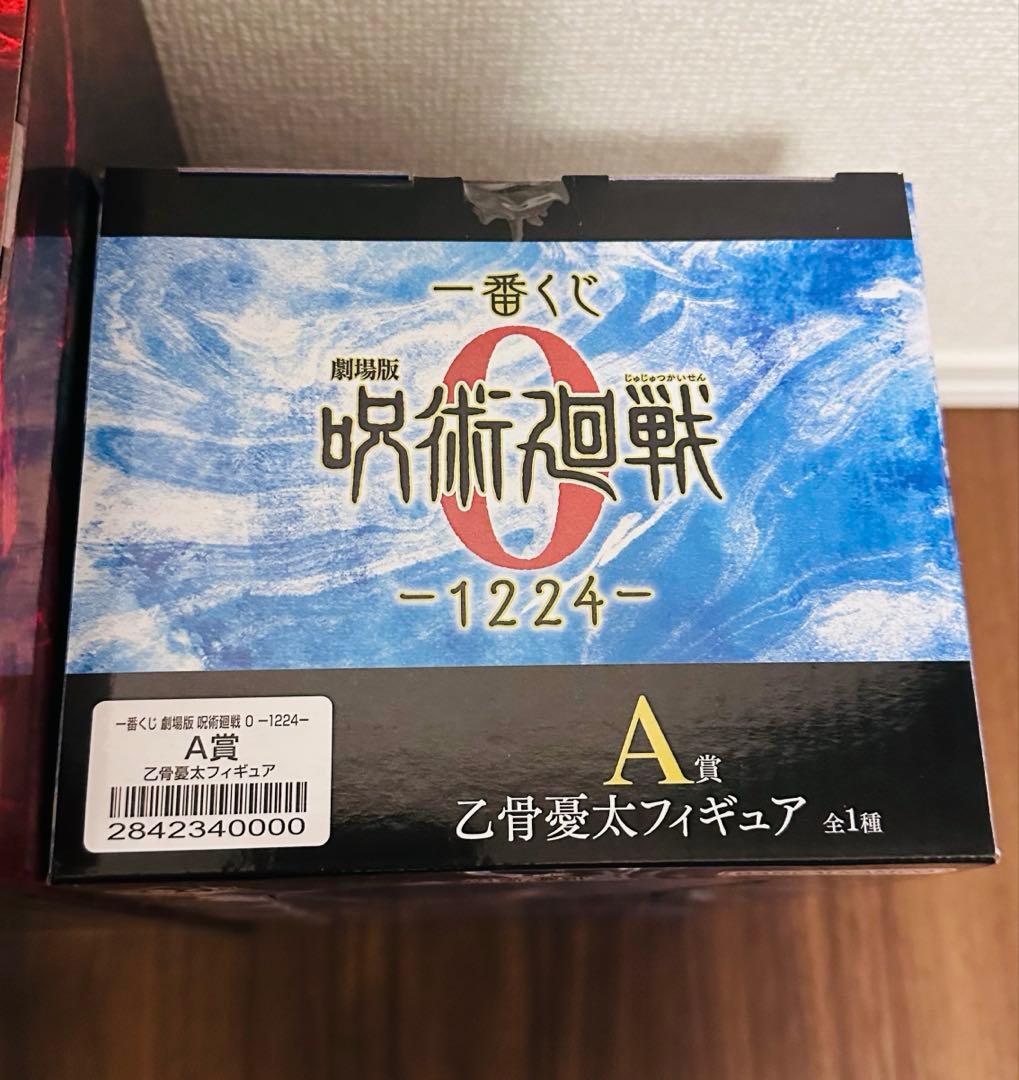 一番くじ
劇場版
じゅじゅつかいせん
呪術廻戦
0
-1224-
A賞
乙骨憂太フィギュア 全1種
一番くじ 劇場版 呪術廻戦 0 -1224-
A賞
乙骨憂太フィギュア
2842340000